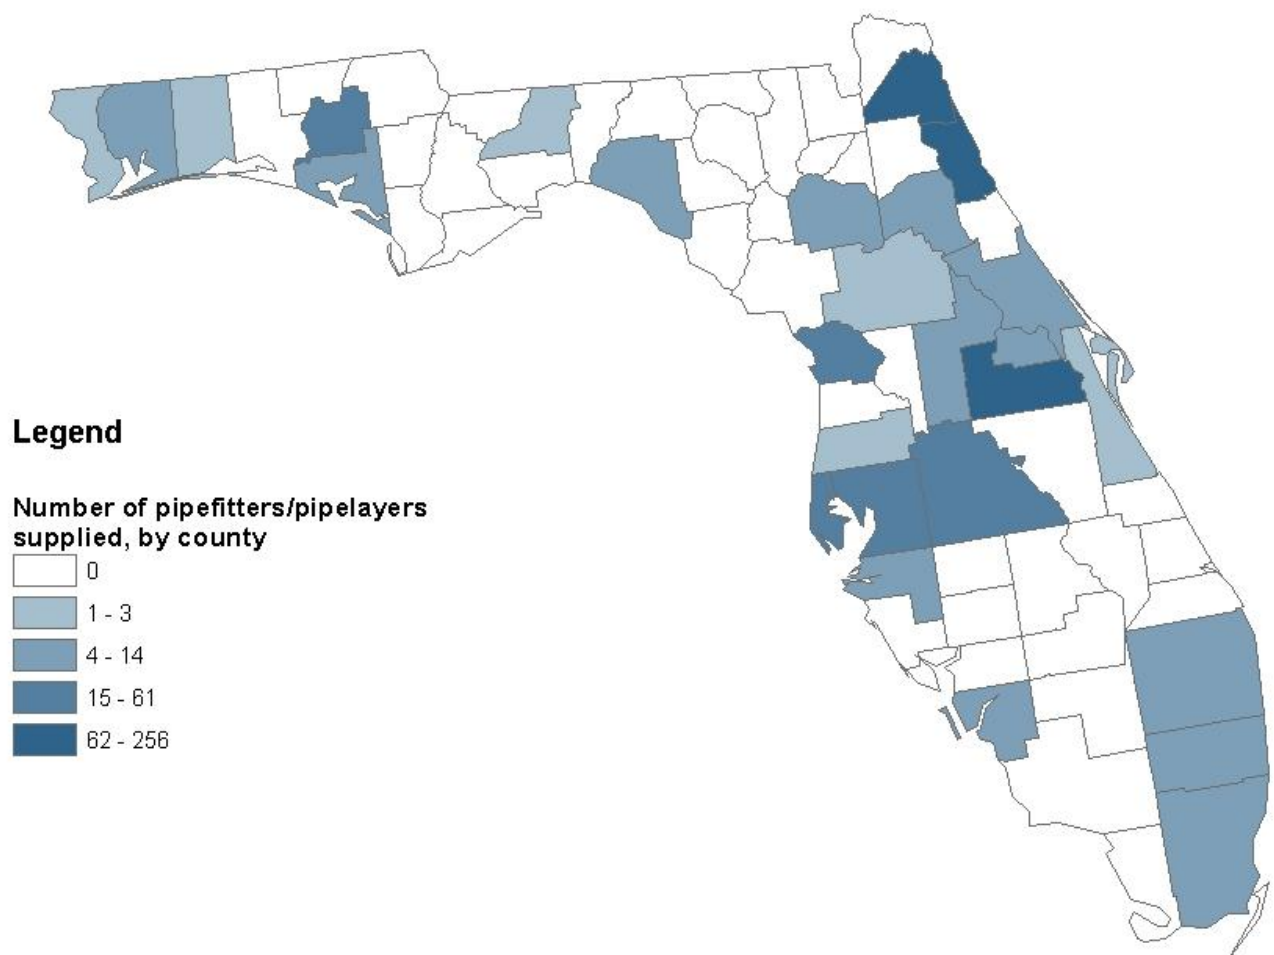 Legend
Number of pipefitters/pipelayers
supplied, by county
0
1 - 3
4 - 14
15 - 61
62 - 256